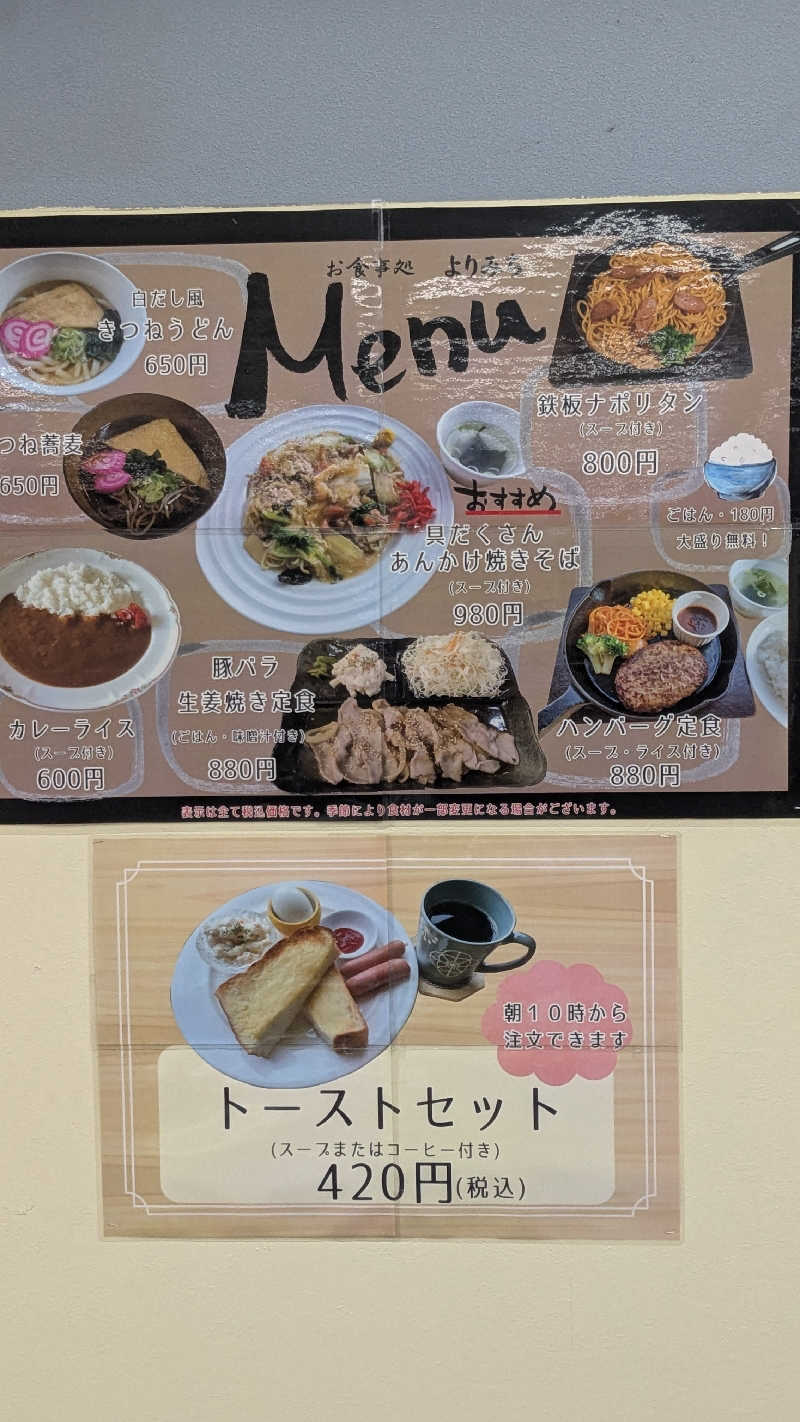 お食事処 よりみち
Menu
白だし風
きつねうどん
650円
つね蕎麦
650円
鉄板ナポリタン
(スープ付き)
800円
ごはん・180円
大盛り無料！
おすすめ
具だくさん
あんかけ焼きそば
(スープ付き)
980円
カレーライス
(スープ付き)
600円
豚バラ
生姜焼き定食
(ごはん・味噌汁付き)
880円
ハンバーグ定食
(スープ・ライス付き)
880円
表示は全て税込価格です。季節により食材が一部変更になる場合がございます。
朝１０時から
注文できます
トーストセット
(スープまたはコーヒー付き)
420円(税込)